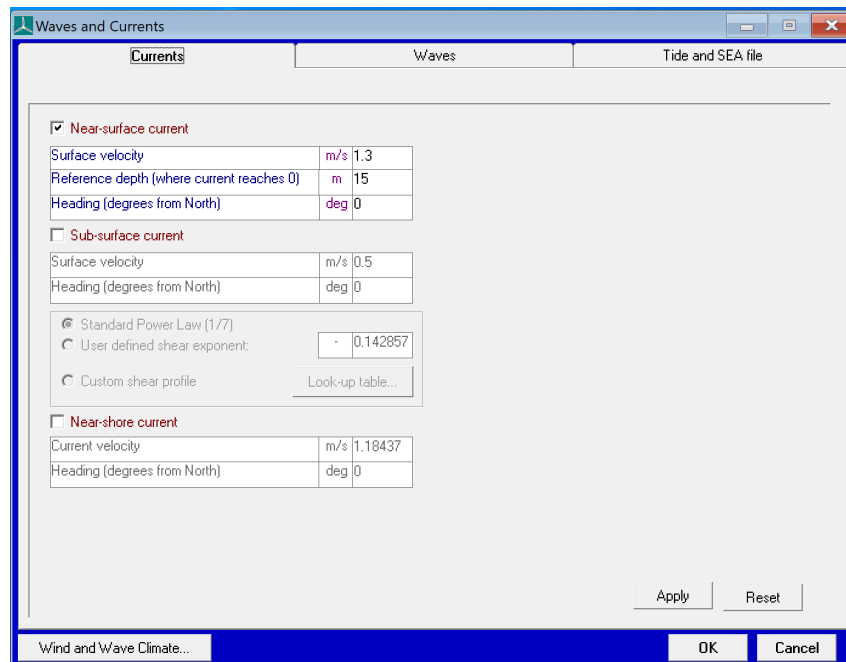 Waves and Currents
Currents Waves Tide and SEA file
Near-surface current
Surface velocity m/s 1.3
Reference depth (where current reaches 0) m 15
Heading (degrees from North) deg 0
Sub-surface current
Surface velocity m/s 0.5
Heading (degrees from North) deg 0
Standard Power Law (1/7)
User defined shear exponent: - 0.142857
Custom shear profile Look-up table...
Near-shore current
Current velocity m/s 1.18437
Heading (degrees from North) deg 0
Apply Reset
Wind and Wave Climate... OK Cancel